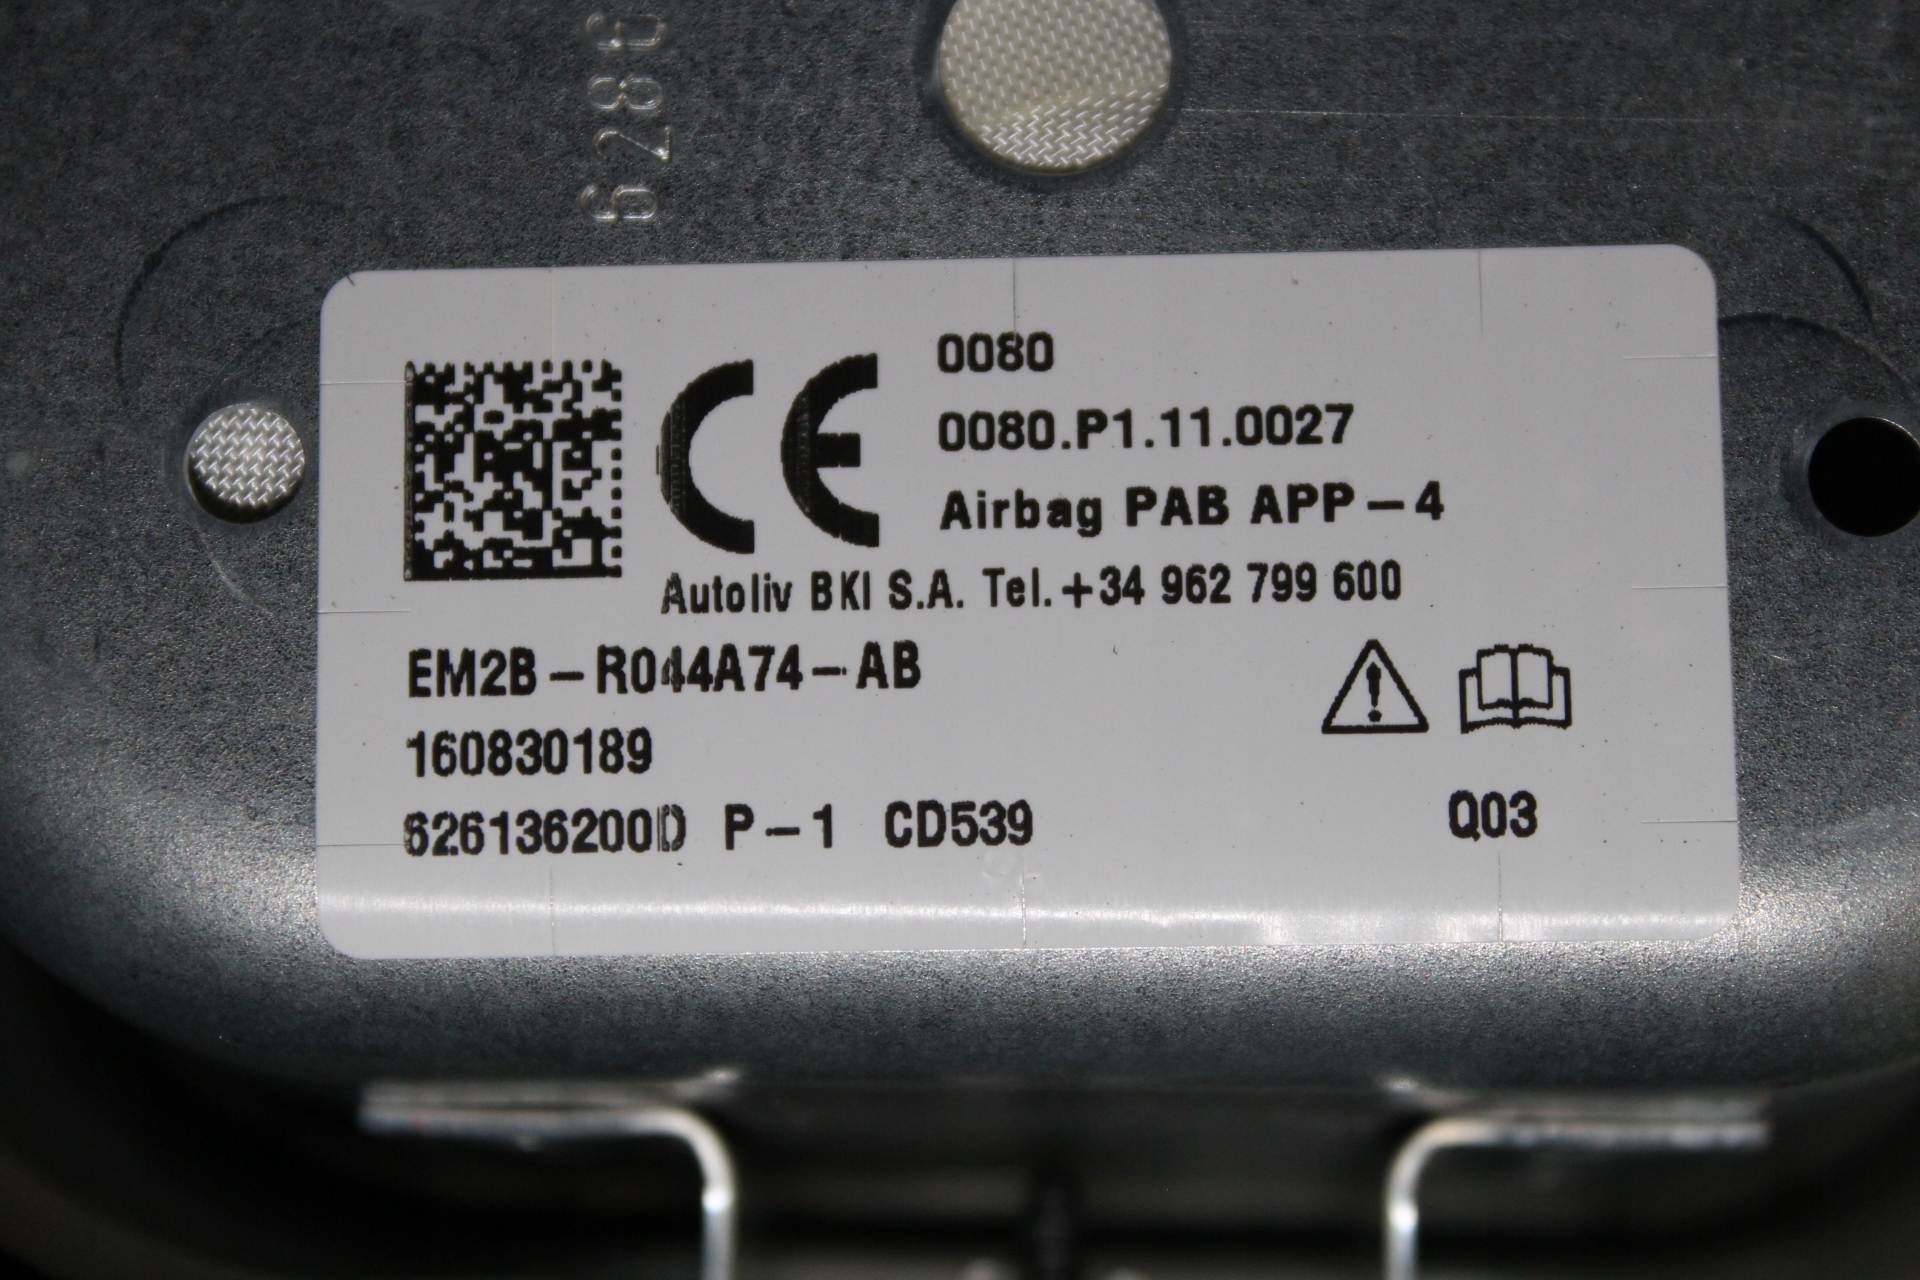 6286
CE
0080
0080.P1.11.0027
Airbag PAB APP-4
Autoliv BKI S.A. Tel.+34 962 799 600
EM2B-R044A74-AB
160830189
626136200D P-1 CD539
Q03